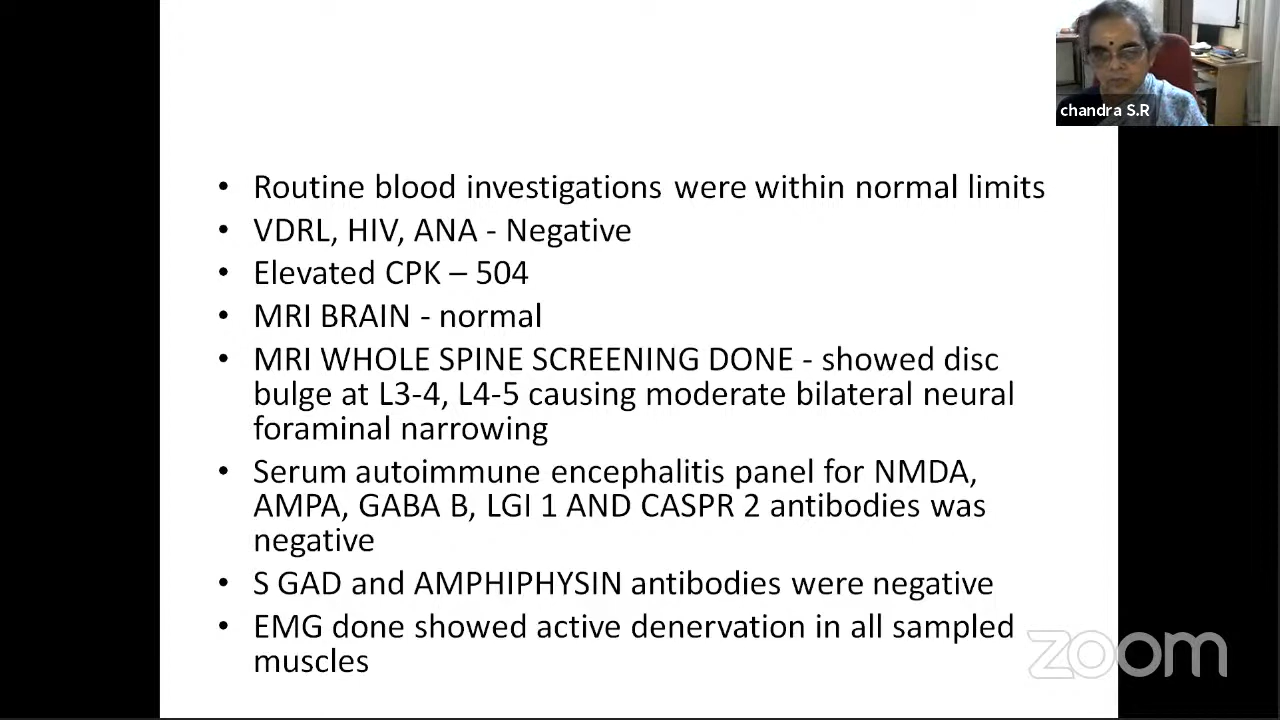 chandra S.R
• Routine blood investigations were within normal limits
• VDRL, HIV, ANA - Negative
• Elevated CPK – 504
• MRI BRAIN - normal
• MRI WHOLE SPINE SCREENING DONE - showed disc
bulge at L3-4, L4-5 causing moderate bilateral neural
foraminal narrowing
• Serum autoimmune encephalitis panel for NMDA,
AMPA, GABA B, LGI 1 AND CASPR 2 antibodies was
negative
• S GAD and AMPHIPHYSIN antibodies were negative
• EMG done showed active denervation in all sampled
muscles
zoom